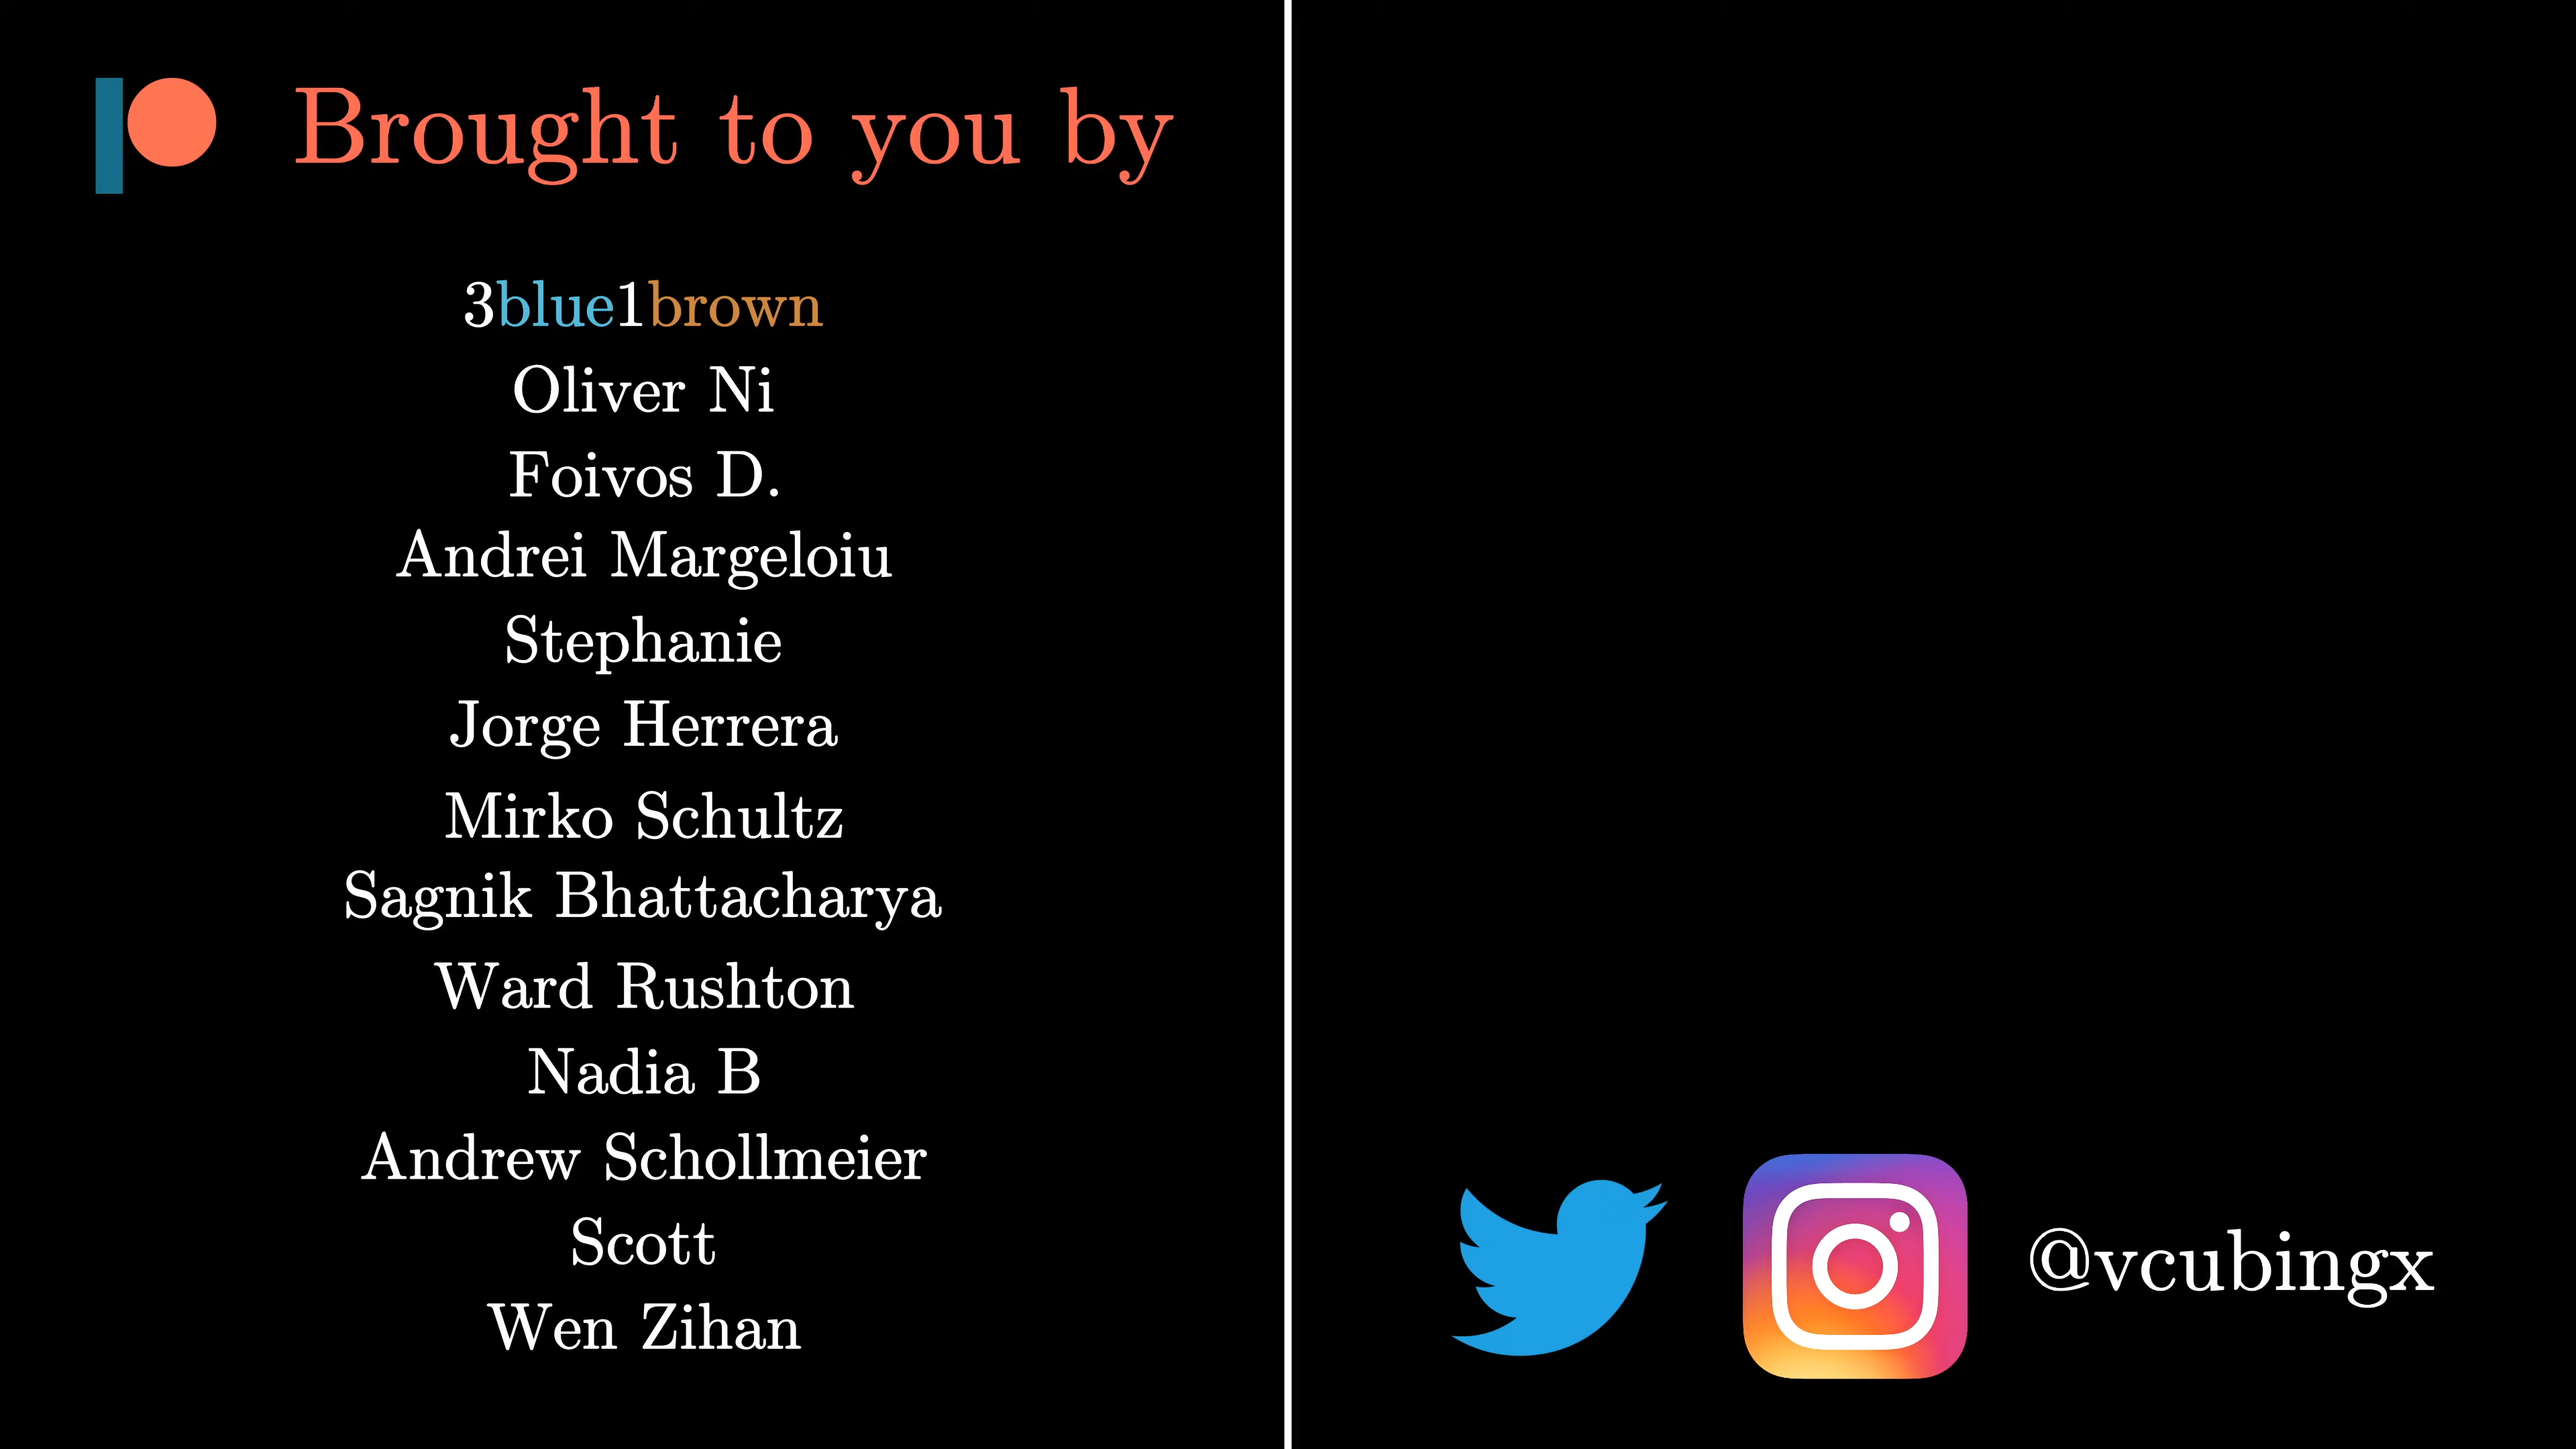 Brought to you by
3blue1brown
Oliver Ni
Foivos D.
Andrei Margeloiu
Stephanie
Jorge Herrera
Mirko Schultz
Sagnik Bhattacharya
Ward Rushton
Nadia B
Andrew Schollmeier
Scott
Wen Zihan
@vcubingx